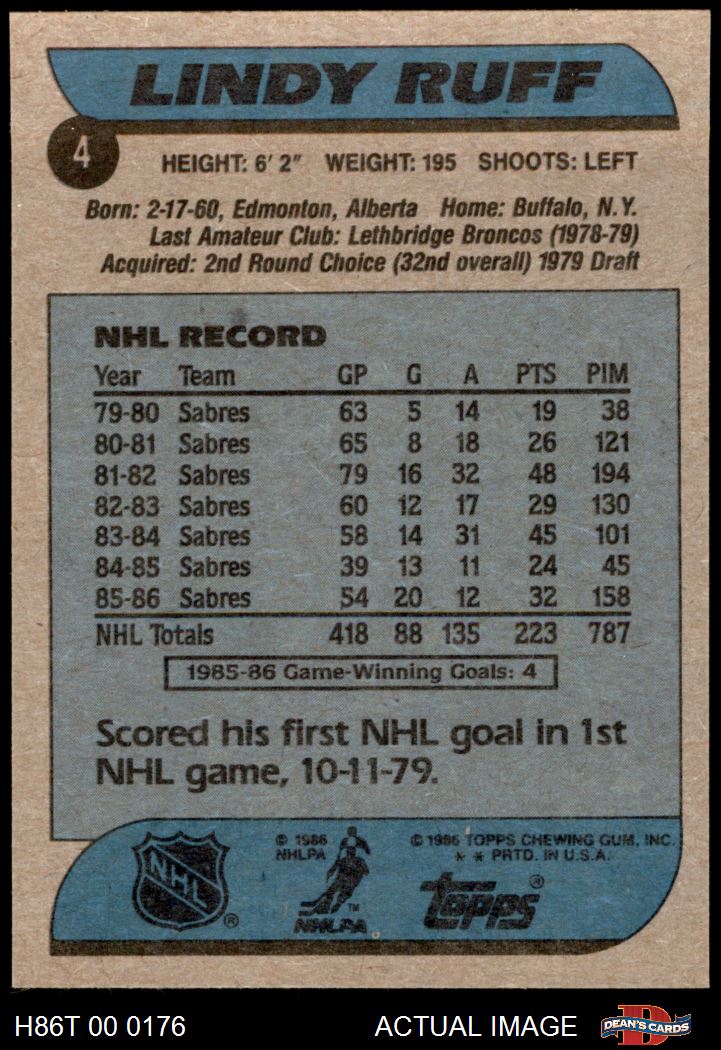 LINDY RUFF
4
HEIGHT: 6' 2" WEIGHT: 195 SHOOTS: LEFT
Born: 2-17-60, Edmonton, Alberta Home: Buffalo, N.Y.
Last Amateur Club: Lethbridge Broncos (1978-79)
Acquired: 2nd Round Choice (32nd overall) 1979 Draft
NHL RECORD
Year Team GP G A PTS PIM
79-80 Sabres 63 5 14 19 38
80-81 Sabres 65 8 18 26 121
81-82 Sabres 79 16 32 48 194
82-83 Sabres 60 12 17 29 130
83-84 Sabres 58 14 31 45 101
84-85 Sabres 39 13 11 24 45
85-86 Sabres 54 20 12 32 158
NHL Totals 418 88 135 223 787
1985-86 Game-Winning Goals: 4
Scored his first NHL goal in 1st
NHL game, 10-11-79.
NHL ®
© 1986
NHLPA
™
NHLPA
© 1986 TOPPS CHEWING GUM, INC.
* * PRTD. IN U.S.A.
topps ®
H86T 00 0176 ACTUAL IMAGE
D
DEAN'S CARDS